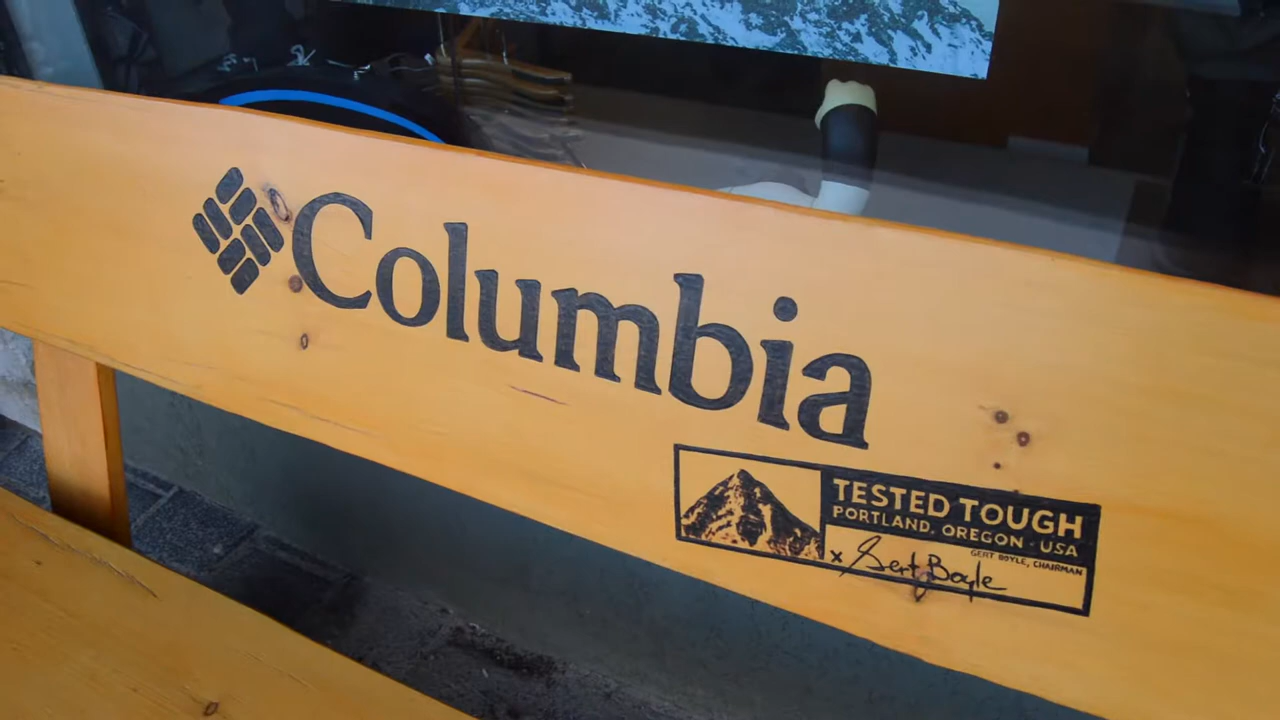 Columbia
TESTED TOUGH
PORTLAND, OREGON · USA
GERT BOYLE, CHAIRMAN
x Gert Boyle